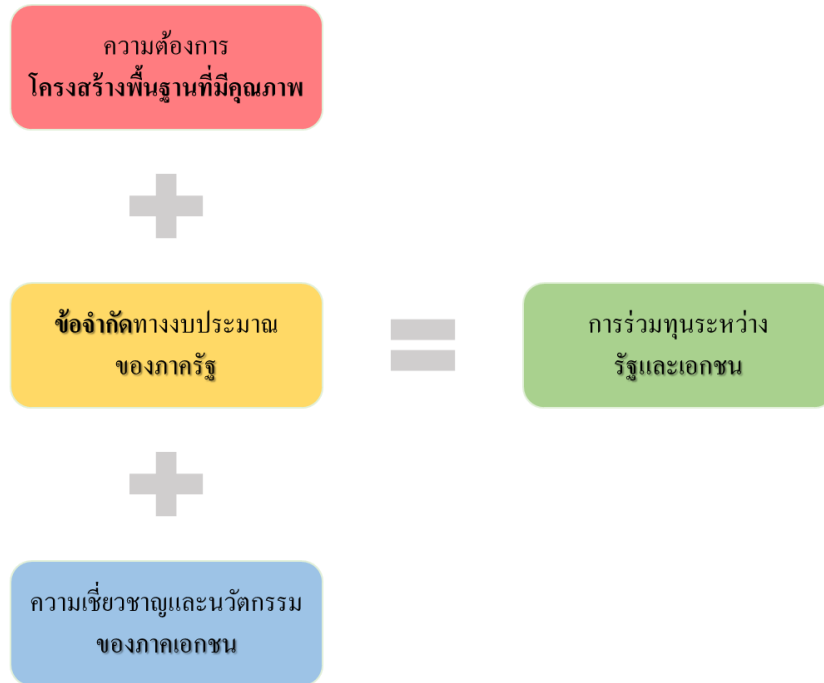 ความต้องการ
โครงสร้างพื้นฐานที่มีคุณภาพ
ข้อจำกัดทางงบประมาณ
ของภาครัฐ
การร่วมทุนระหว่าง
รัฐและเอกชน
ความเชี่ยวชาญและนวัตกรรม
ของภาคเอกชน